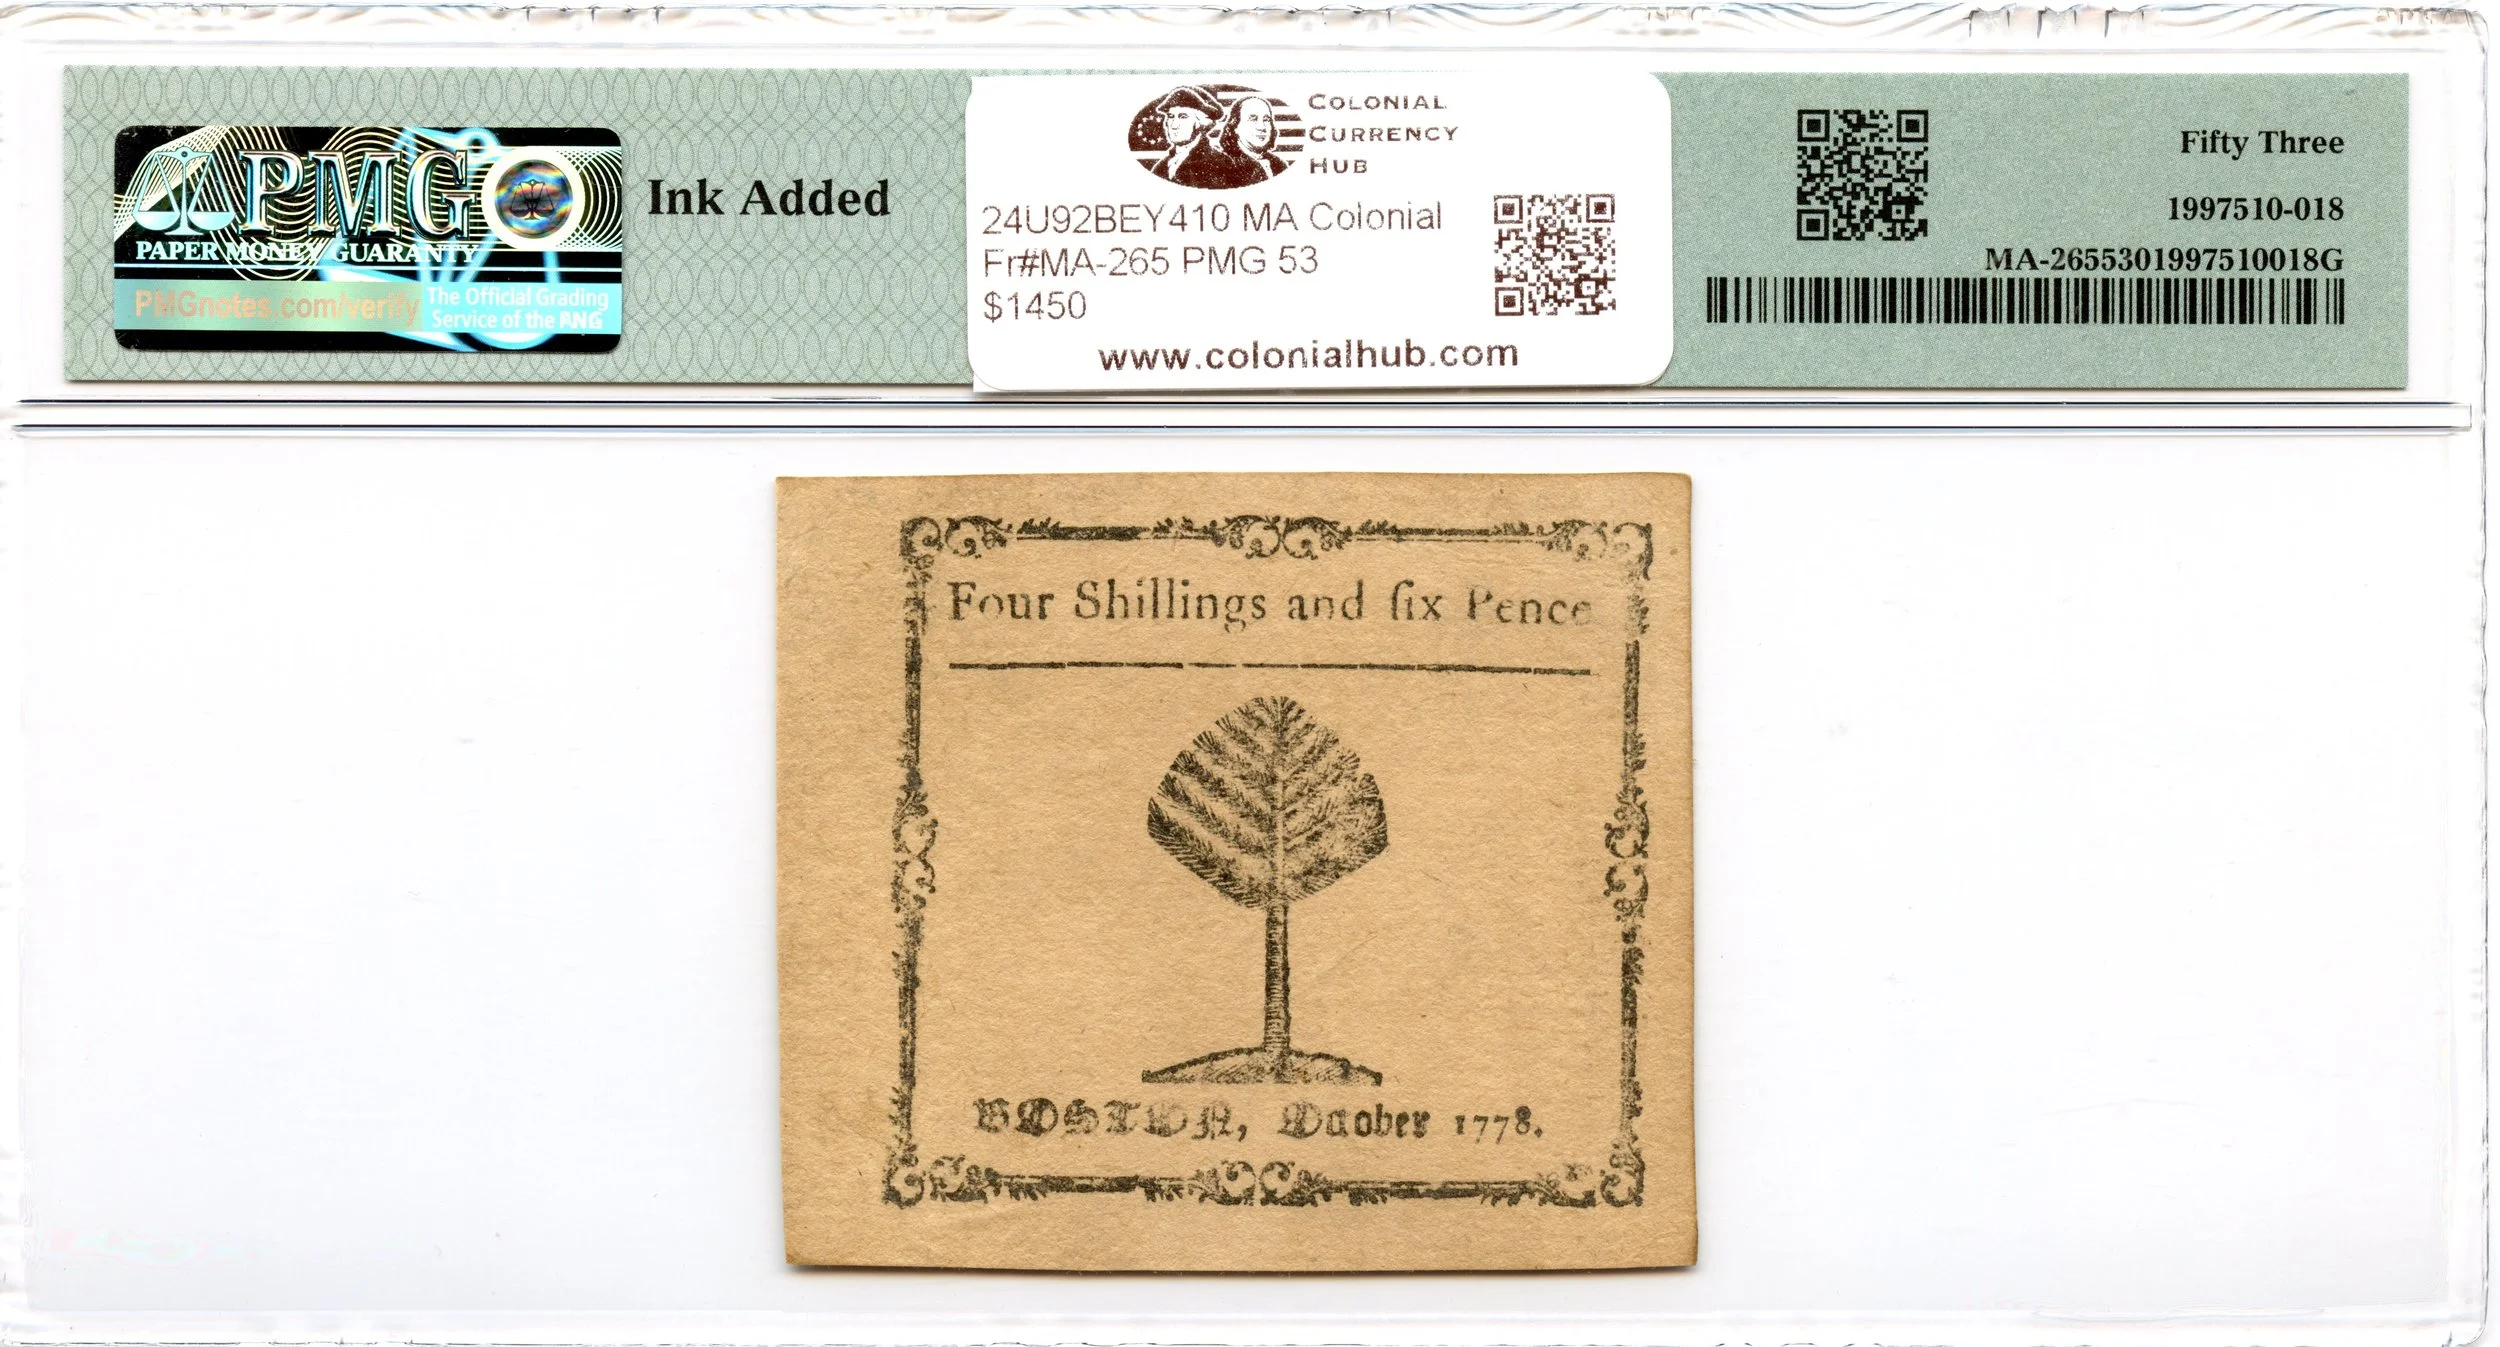 PMG
PAPER MONEY GUARANTY
PMGnotes.com/verify
The Official Grading
Service of the PNG
Ink Added
COLONIAL
CURRENCY
HUB
24U92BEY410 MA Colonial
Fr#MA-265 PMG 53
$1450
www.colonialhub.com
Fifty Three
1997510-018
MA-2655301997510018G
Four Shillings and ſix Pence
BOSTON, October 1778.